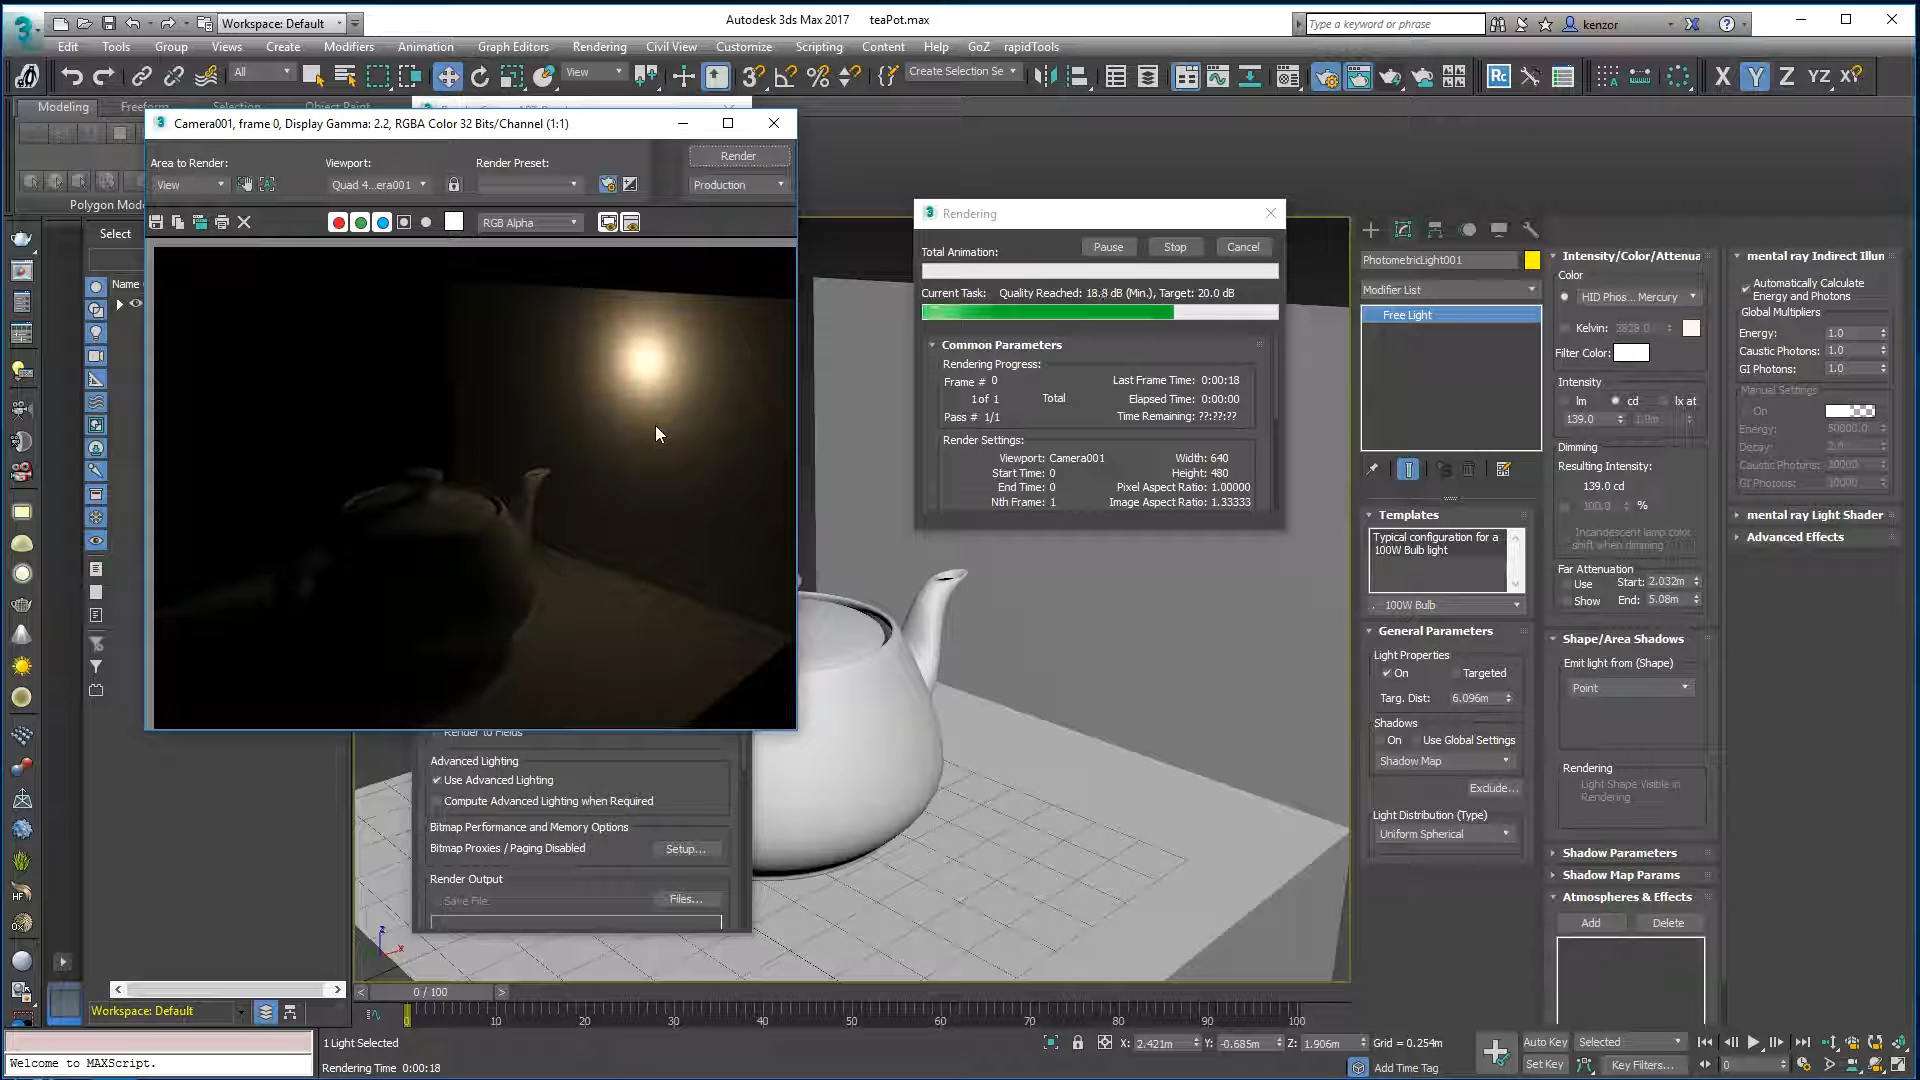 Workspace: Default
Autodesk 3ds Max 2017 teaPot.max
Type a keyword or phrase
kenzor
Edit Tools Group Views Create Modifiers Animation Graph Editors Rendering Civil View Customize Scripting Content Help GoZ rapidTools
All
View
Create Selection Se
X Y Z YZ
Modeling Freeform Selection Object Paint
Polygon Mode
Camera001, frame 0, Display Gamma: 2.2, RGBA Color 32 Bits/Channel (1:1)
Area to Render:
View
Viewport:
Quad 4...era001
Render Preset:
Render
Production
RGB Alpha
Select
Name
Rendering
Total Animation:
Pause Stop Cancel
Current Task: Quality Reached: 18.8 dB (Min.), Target: 20.0 dB
Common Parameters
Rendering Progress:
Frame # 0
Last Frame Time: 0:00:18
1 of 1 Total
Elapsed Time: 0:00:00
Pass # 1/1
Time Remaining: ??:??:??
Render Settings:
Viewport: Camera001
Width: 640
Start Time: 0
Height: 480
End Time: 0
Pixel Aspect Ratio: 1.00000
Nth Frame: 1
Image Aspect Ratio: 1.33333
Render to Fields
Advanced Lighting
Use Advanced Lighting
Compute Advanced Lighting when Required
Bitmap Performance and Memory Options
Bitmap Proxies / Paging Disabled
Setup...
Render Output
Save File
Files...
PhotometricLight001
Modifier List
Free Light
Templates
Typical configuration for a
100W Bulb light
100W Bulb
General Parameters
Light Properties
On Targeted
Targ. Dist: 6.096m
Shadows
On Use Global Settings
Shadow Map
Exclude...
Light Distribution (Type)
Uniform Spherical
Intensity/Color/Attenua
Color
HID Phos... Mercury
Kelvin: 3829.0
Filter Color:
Intensity
lm cd lx at
139.0
Dimming
Resulting Intensity:
139.0 cd
100.0 %
Incandescent lamp color
shift when dimming
Far Attenuation
Use Start: 2.032m
Show End: 5.08m
Shape/Area Shadows
Emit light from (Shape)
Point
Rendering
Light Shape Visible in
Rendering
Shadow Parameters
Shadow Map Params
Atmospheres & Effects
Add Delete
mental ray Indirect Illun
Automatically Calculate
Energy and Photons
Global Multipliers
Energy: 1.0
Caustic Photons: 1.0
GI Photons: 1.0
Manual Settings
On
Energy: 50000.0
Decay: 2.0
Caustic Photons: 10000
GI Photons: 10000
mental ray Light Shader
Advanced Effects
HF
z
x
0 / 100
10 20 30 40 50 60 70 80 90 100
Workspace: Default
1 Light Selected
X: 2.421m Y: -0.685m Z: 1.906m Grid = 0.254m
Auto Key Selected
Welcome to MAXScript.
Rendering Time 0:00:18
Add Time Tag
Set Key Key Filters...
0